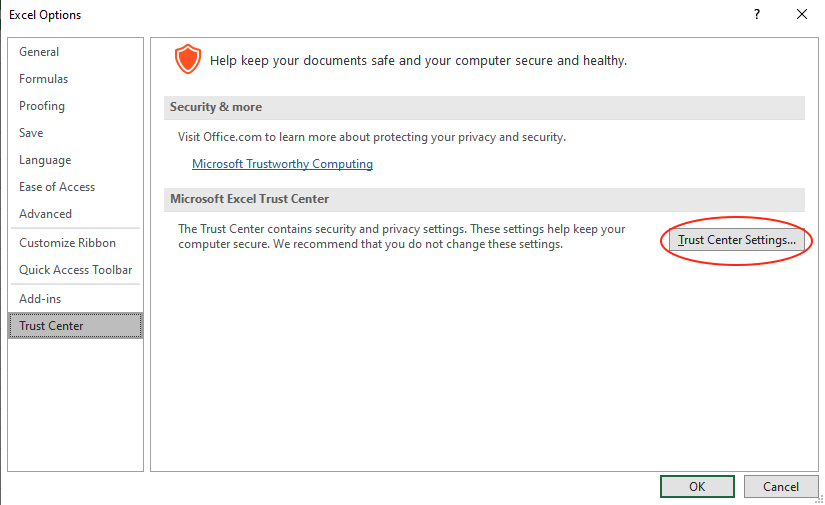 Excel Options
?
General
Formulas
Proofing
Save
Language
Ease of Access
Advanced
Customize Ribbon
Quick Access Toolbar
Add-ins
Trust Center
Help keep your documents safe and your computer secure and healthy.
Security & more
Visit Office.com to learn more about protecting your privacy and security.
Microsoft Trustworthy Computing
Microsoft Excel Trust Center
The Trust Center contains security and privacy settings. These settings help keep your
computer secure. We recommend that you do not change these settings.
Trust Center Settings...
OK
Cancel